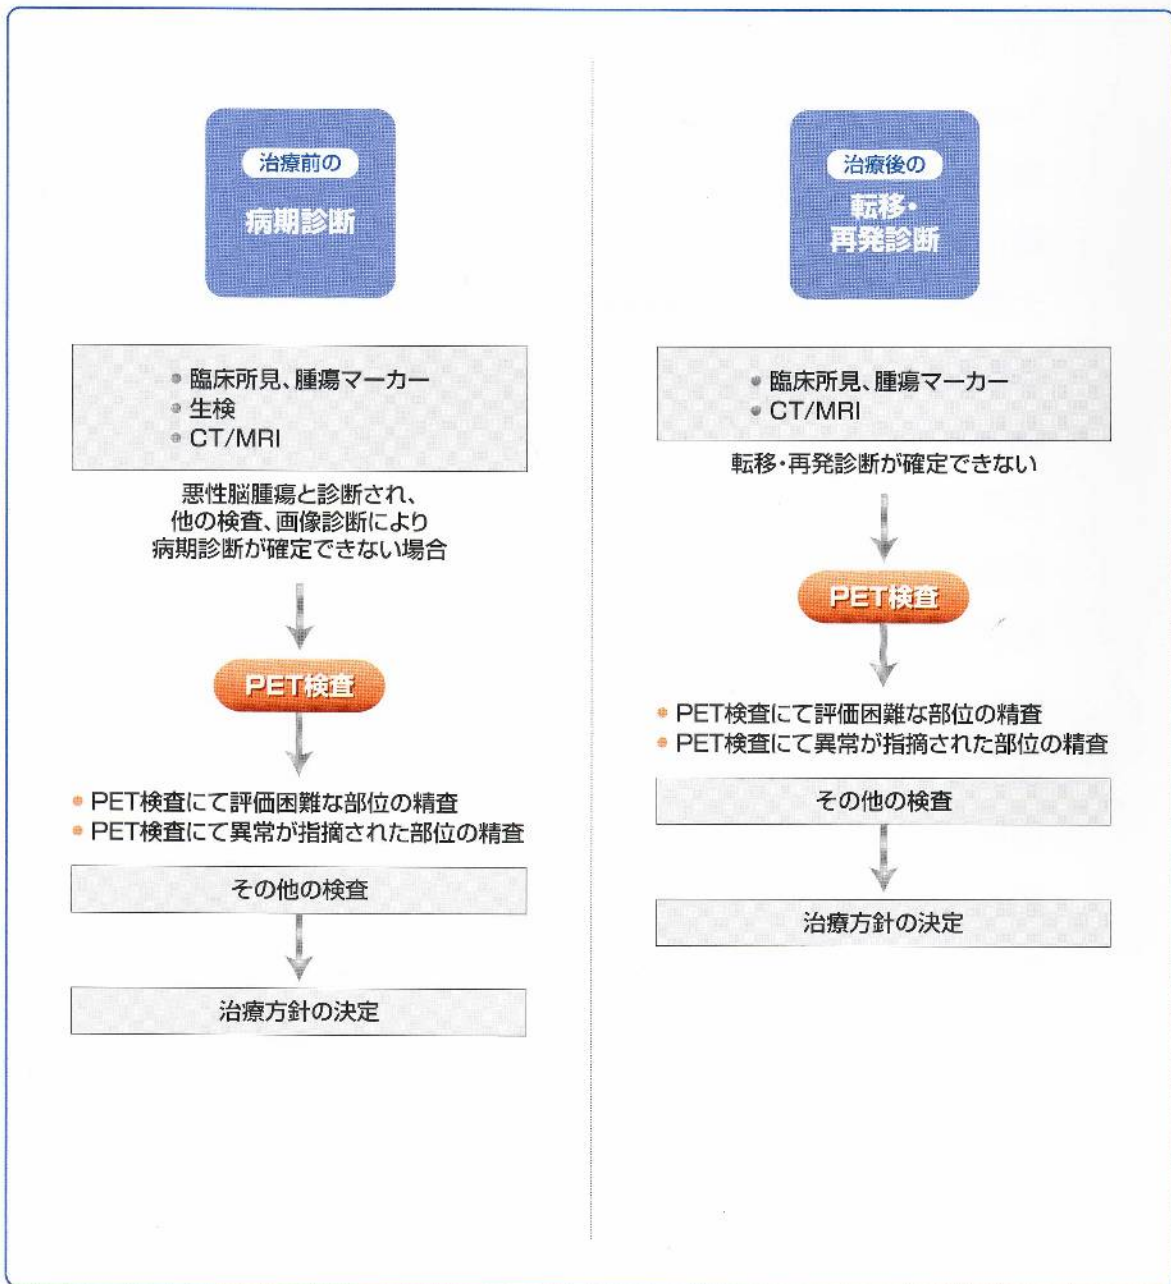 治療前の
病期診断
● 臨床所見、腫瘍マーカー
● 生検
● CT/MRI
悪性脳腫瘍と診断され、
他の検査、画像診断により
病期診断が確定できない場合
PET検査
● PET検査にて評価困難な部位の精査
● PET検査にて異常が指摘された部位の精査
その他の検査
治療方針の決定
治療後の
転移・
再発診断
● 臨床所見、腫瘍マーカー
● CT/MRI
転移・再発診断が確定できない
PET検査
● PET検査にて評価困難な部位の精査
● PET検査にて異常が指摘された部位の精査
その他の検査
治療方針の決定